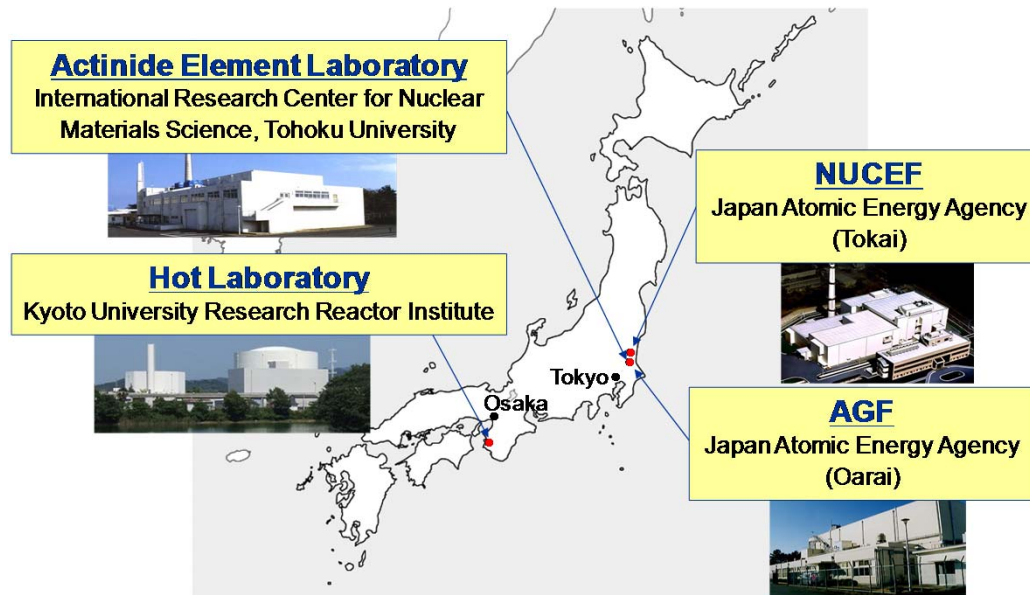 Actinide Element Laboratory
International Research Center for Nuclear
Materials Science, Tohoku University
Hot Laboratory
Kyoto University Research Reactor Institute
NUCEF
Japan Atomic Energy Agency
(Tokai)
Tokyo
Osaka
AGF
Japan Atomic Energy Agency
(Oarai)